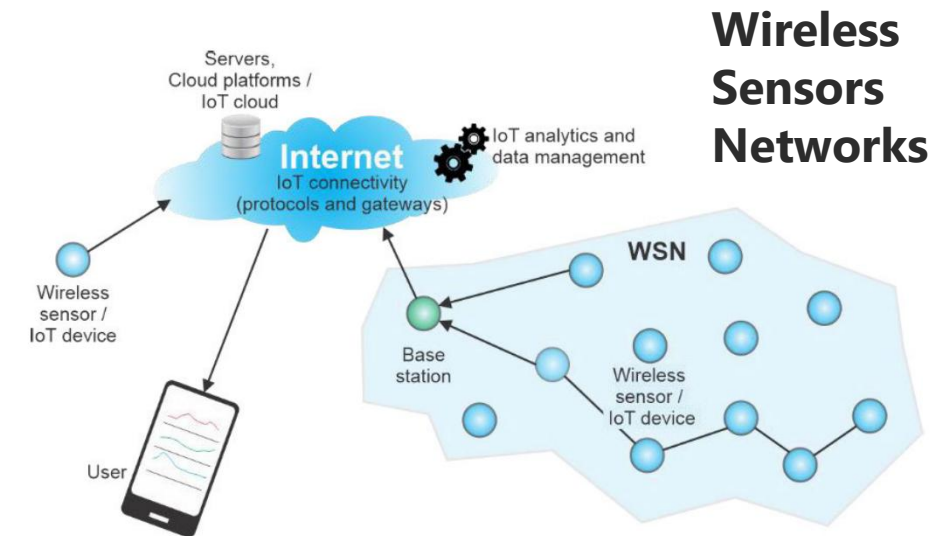 Wireless
Sensors
Networks
Servers,
Cloud platforms /
IoT cloud
Internet
IoT connectivity
(protocols and gateways)
IoT analytics and
data management
Wireless
sensor /
IoT device
User
WSN
Base
station
Wireless
sensor /
IoT device